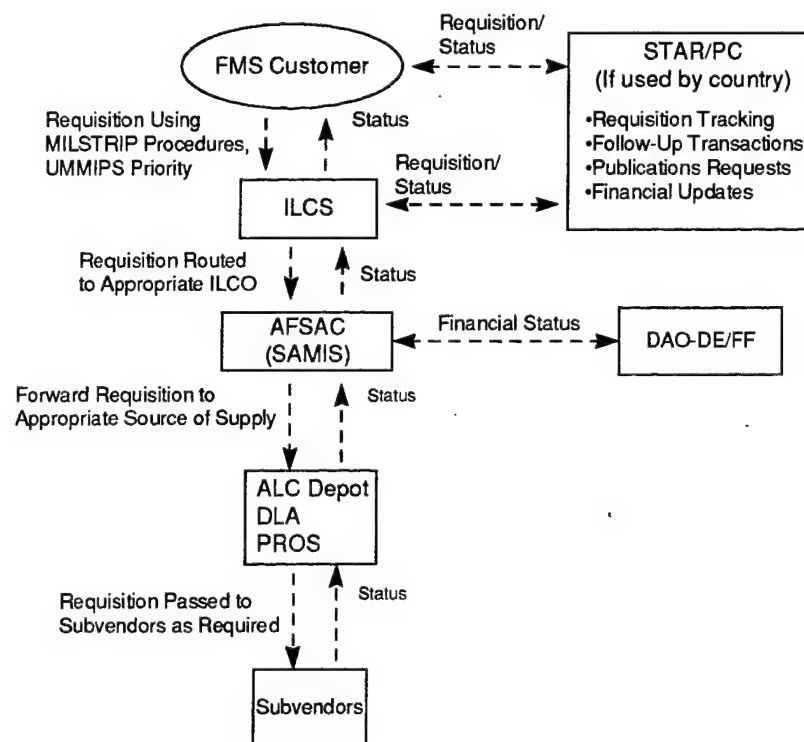 Requisition/
Status
FMS Customer
STAR/PC
(If used by country)
•Requisition Tracking
•Follow-Up Transactions
•Publications Requests
•Financial Updates
Requisition Using
MILSTRIP Procedures,
UMMIPS Priority
Status
Requisition/
Status
ILCS
Requisition Routed
to Appropriate ILCO
Status
AFSAC
(SAMIS)
Financial Status
DAO-DE/FF
Forward Requisition to
Appropriate Source of Supply
Status
ALC Depot
DLA
PROS
Requisition Passed to
Subvendors as Required
Status
Subvendors